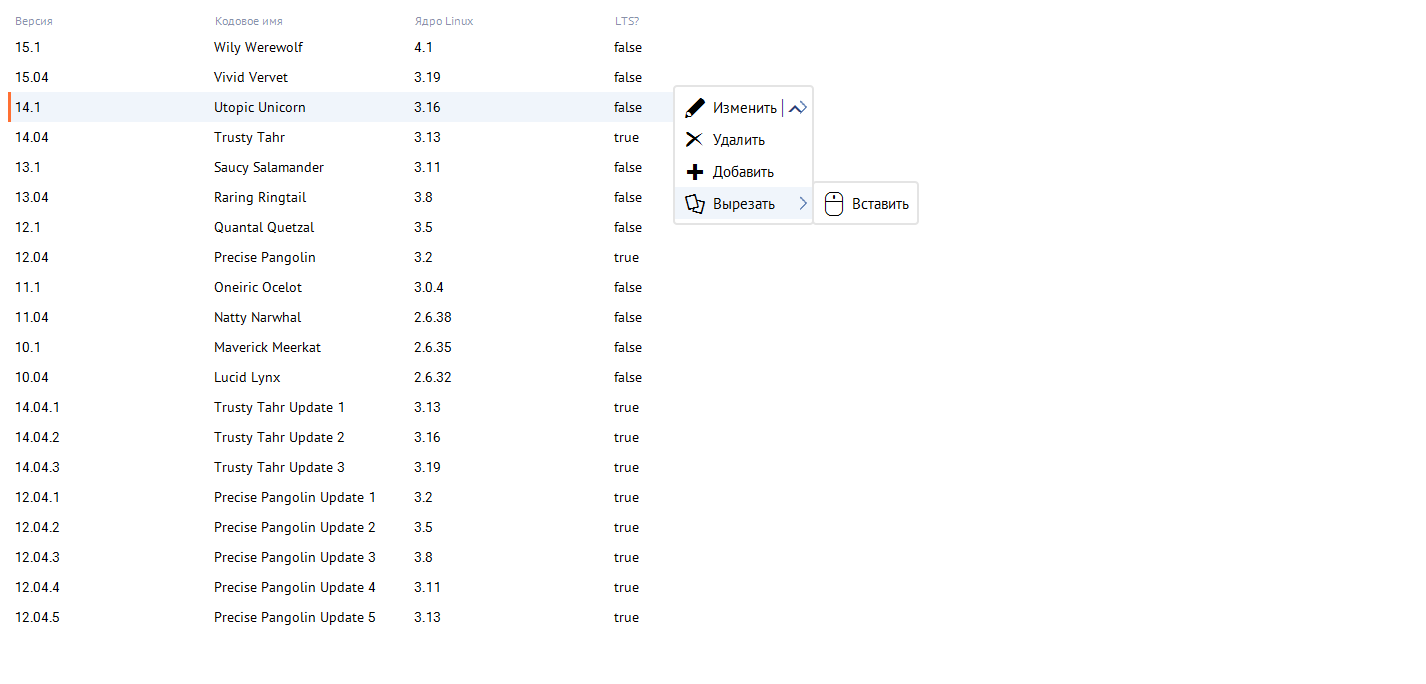 Версия Кодовое имя Ядро Linux LTS?
15.1 Wily Werewolf 4.1 false
15.04 Vivid Vervet 3.19 false
14.1 Utopic Unicorn 3.16 false Изменить
14.04 Trusty Tahr 3.13 true Удалить
13.1 Saucy Salamander 3.11 false Добавить
13.04 Raring Ringtail 3.8 false Вырезать Вставить
12.1 Quantal Quetzal 3.5 false
12.04 Precise Pangolin 3.2 true
11.1 Oneiric Ocelot 3.0.4 false
11.04 Natty Narwhal 2.6.38 false
10.1 Maverick Meerkat 2.6.35 false
10.04 Lucid Lynx 2.6.32 false
14.04.1 Trusty Tahr Update 1 3.13 true
14.04.2 Trusty Tahr Update 2 3.16 true
14.04.3 Trusty Tahr Update 3 3.19 true
12.04.1 Precise Pangolin Update 1 3.2 true
12.04.2 Precise Pangolin Update 2 3.5 true
12.04.3 Precise Pangolin Update 3 3.8 true
12.04.4 Precise Pangolin Update 4 3.11 true
12.04.5 Precise Pangolin Update 5 3.13 true